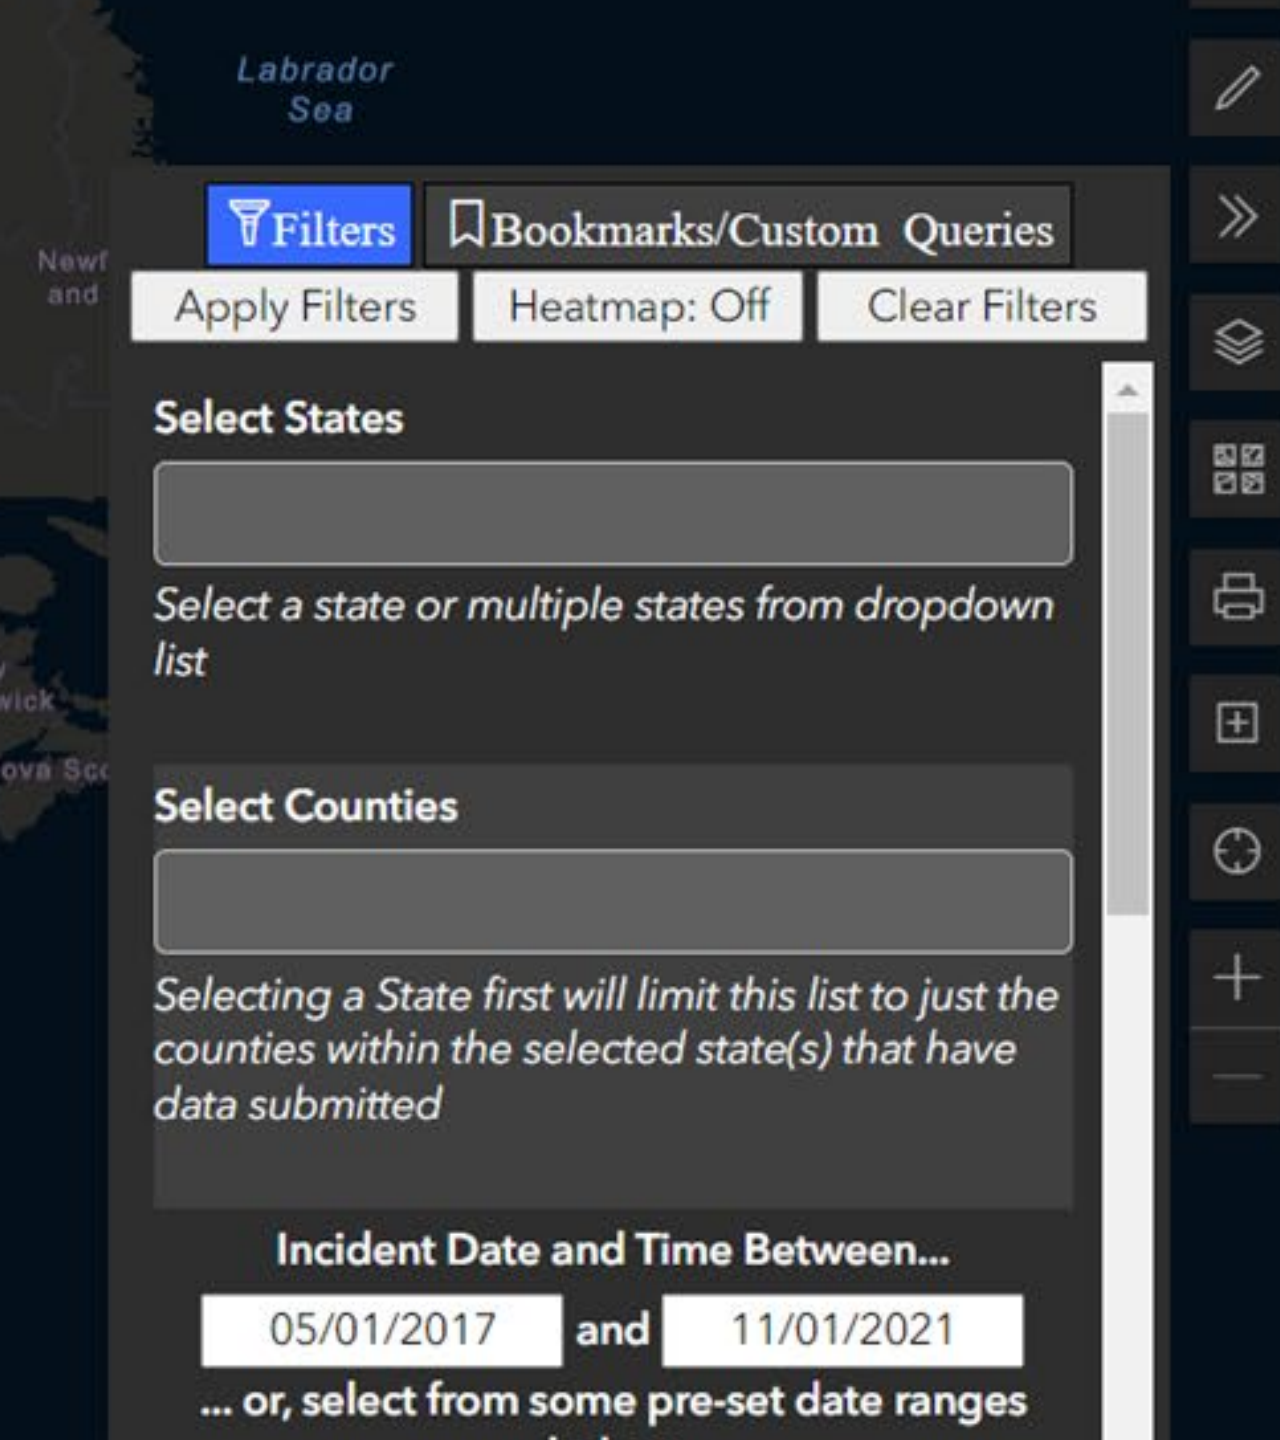 Labrador
Sea
Filters
Bookmarks/Custom Queries
Newf
and
Apply Filters
Heatmap: Off
Clear Filters
Select States
Select a state or multiple states from dropdown
list
wick
ova Sco
Select Counties
Selecting a State first will limit this list to just the
counties within the selected state(s) that have
data submitted
Incident Date and Time Between...
05/01/2017 and 11/01/2021
... or, select from some pre-set date ranges